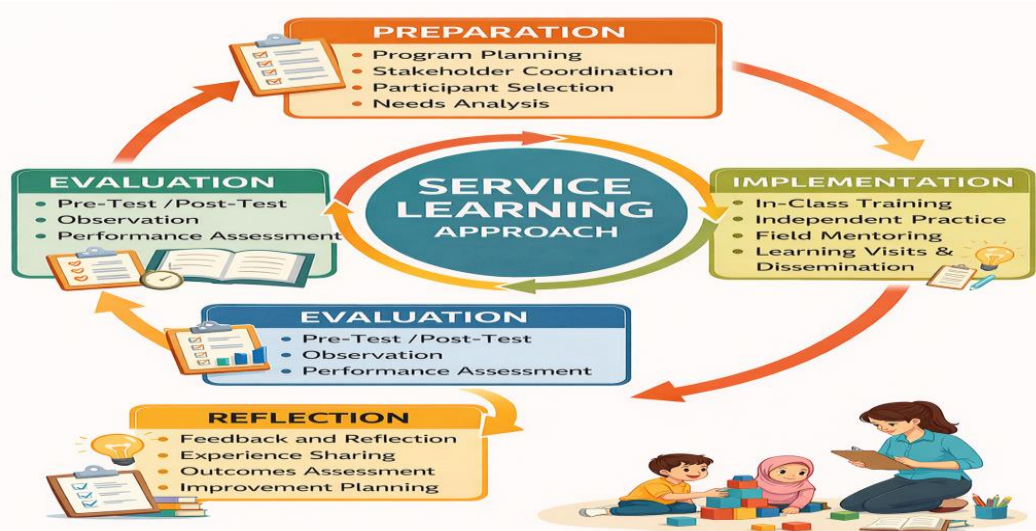 PREPARATION
• Program Planning
• Stakeholder Coordination
• Participant Selection
• Needs Analysis
EVALUATION
• Pre-Test /Post-Test
• Observation
• Performance Assessment
SERVICE
LEARNING
APPROACH
IMPLEMENTATION
• In-Class Training
• Independent Practice
• Field Mentoring
• Learning Visits &
Dissemination
EVALUATION
• Pre-Test /Post-Test
• Observation
• Performance Assessment
REFLECTION
• Feedback and Reflection
• Experience Sharing
• Outcomes Assessment
• Improvement Planning